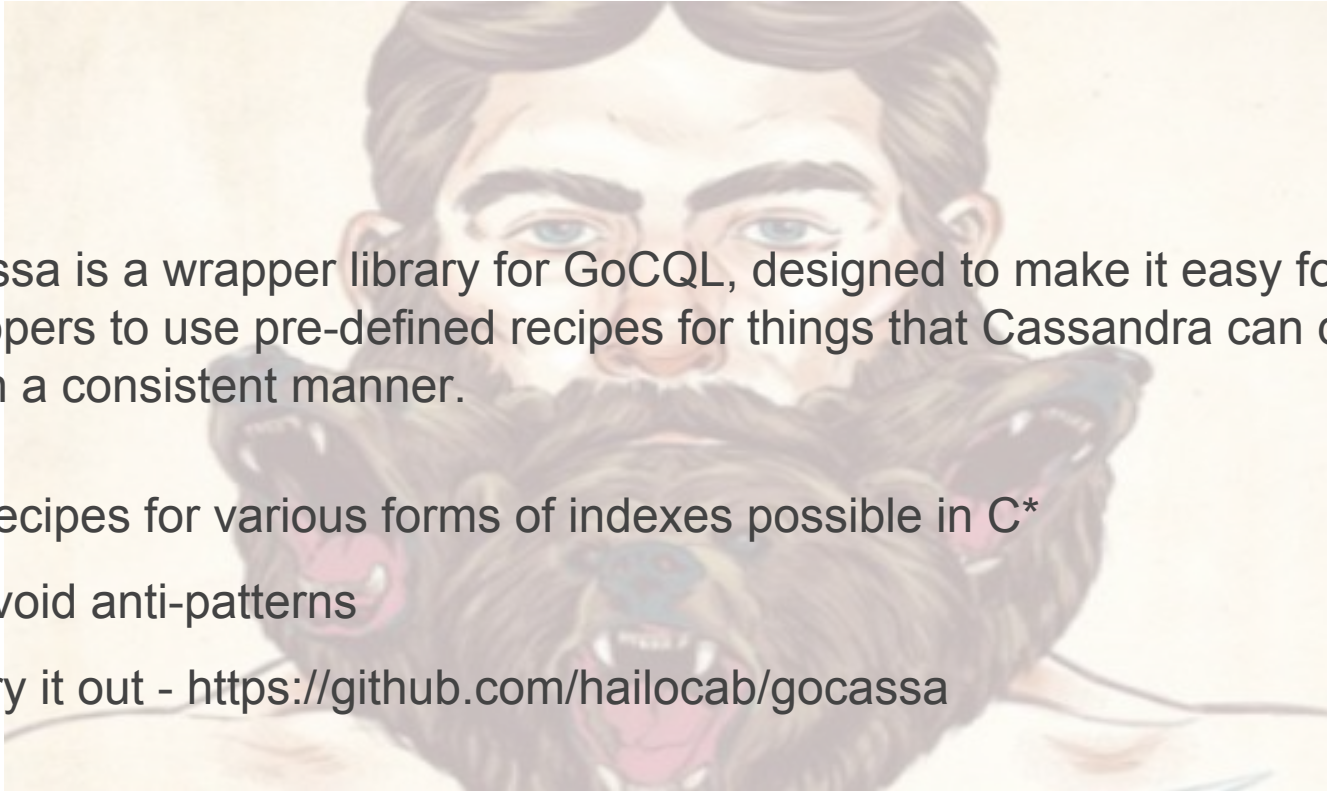 ssa is a wrapper library for GoCQL, designed to make it easy fo
pers to use pre-defined recipes for things that Cassandra can
a consistent manner.
ecipes for various forms of indexes possible in C*
void anti-patterns
ry it out - https://github.com/hailocab/gocassa